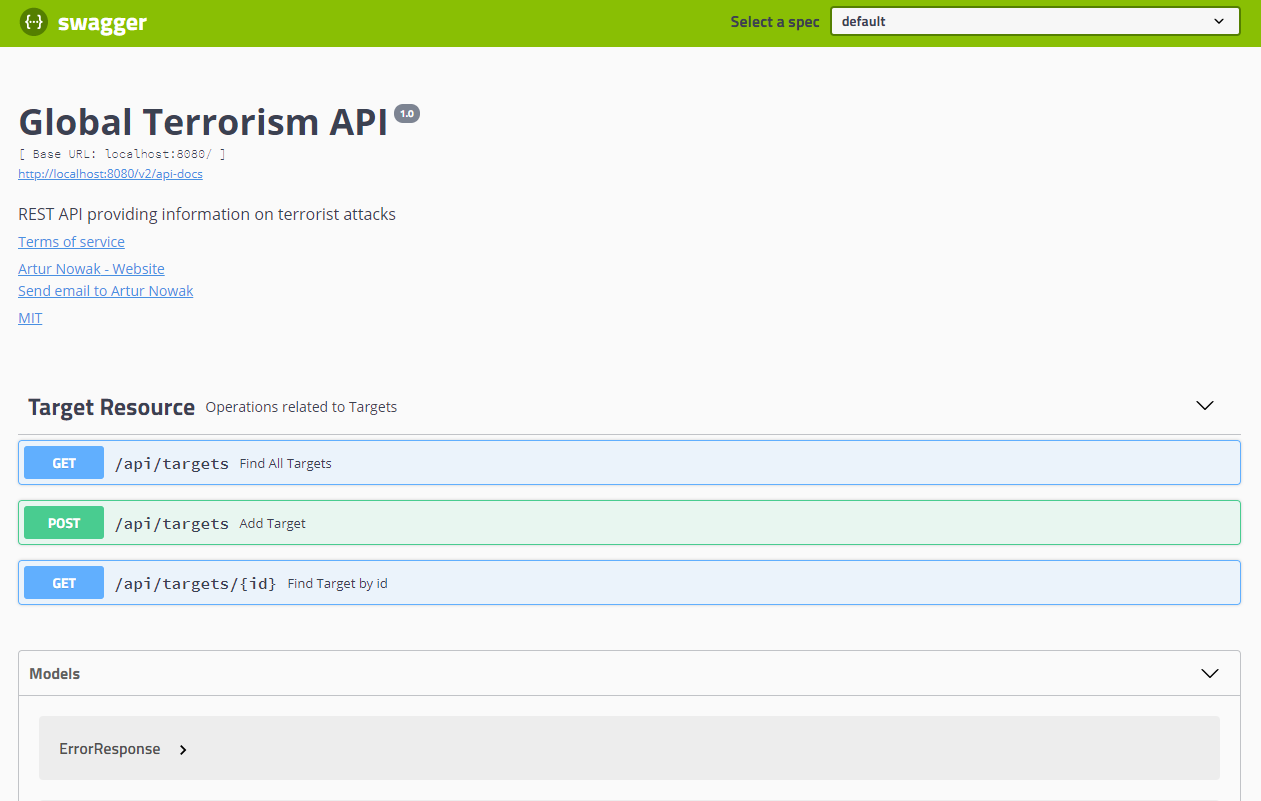 swagger
Select a spec default
Global Terrorism API 1.0
[ Base URL: localhost:8080/ ]
http://localhost:8080/v2/api-docs
REST API providing information on terrorist attacks
Terms of service
Artur Nowak - Website
Send email to Artur Nowak
MIT
Target Resource Operations related to Targets
GET /api/targets Find All Targets
POST /api/targets Add Target
GET /api/targets/{id} Find Target by id
Models
ErrorResponse